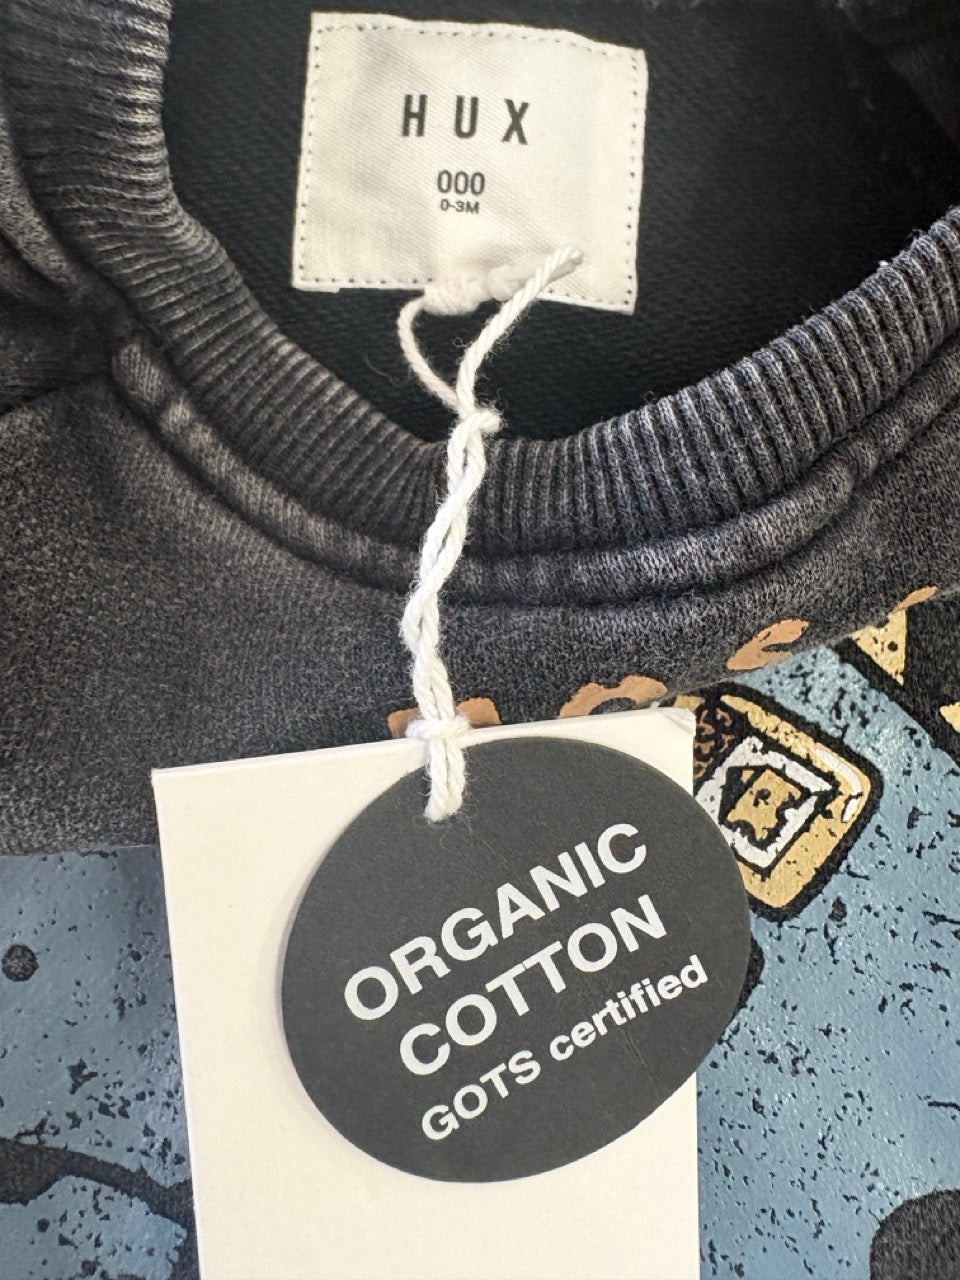 HUX
000
0-3M
ORGANIC
COTTON
GOTS certified